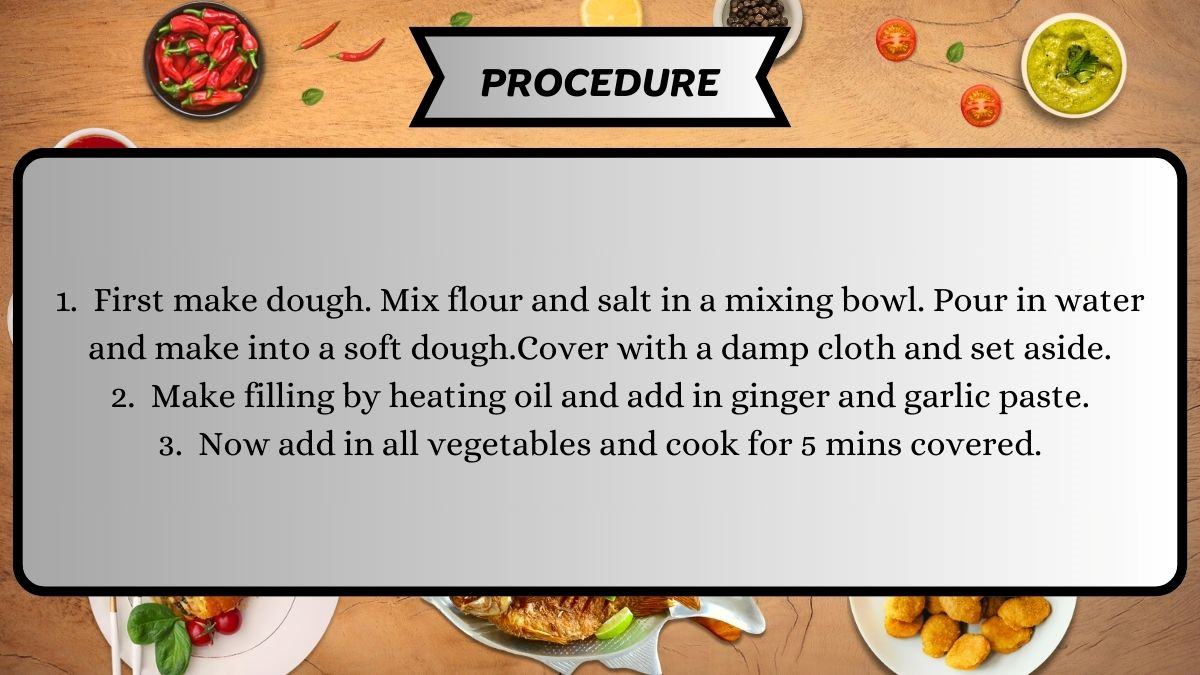 PROCEDURE
1. First make dough. Mix flour and salt in a mixing bowl. Pour in water
and make into a soft dough.Cover with a damp cloth and set aside.
2. Make filling by heating oil and add in ginger and garlic paste.
3. Now add in all vegetables and cook for 5 mins covered.